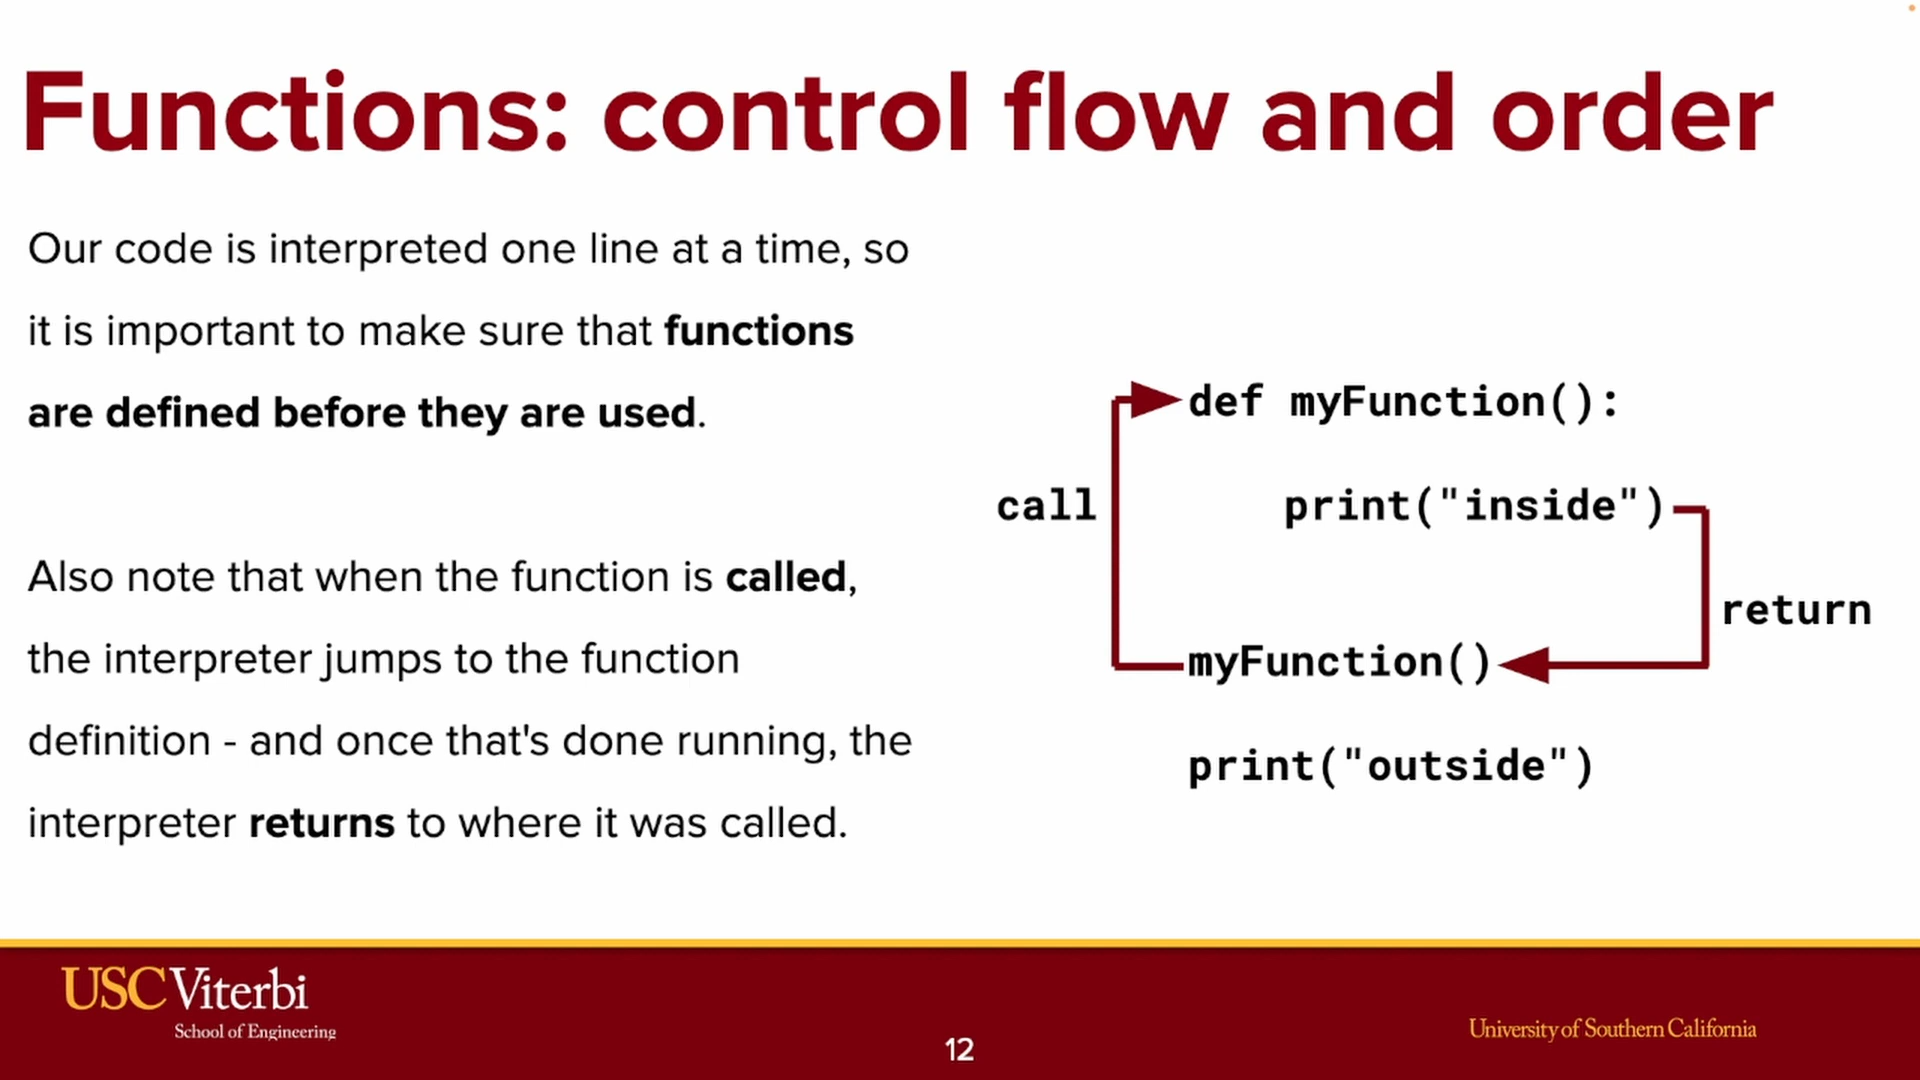 Functions: control flow and order
Our code is interpreted one line at a time, so
it is important to make sure that functions
are defined before they are used.
Also note that when the function is called,
the interpreter jumps to the function
definition - and once that's done running, the
interpreter returns to where it was called.
def myFunction():
call
print("inside")
return
myFunction()
print("outside")
USC Viterbi
School of Engineering
12
University of Southern California